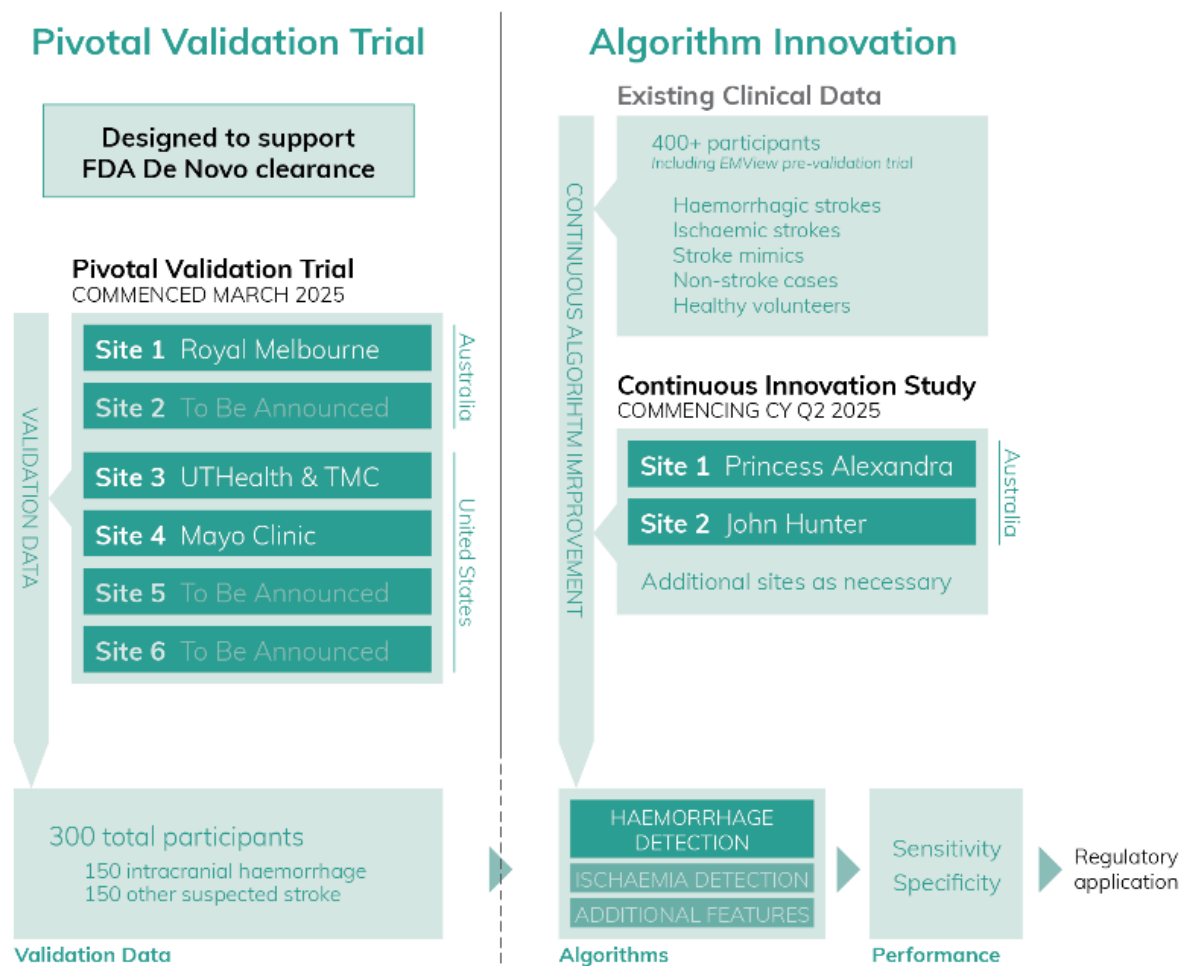 Pivotal Validation Trial
Designed to support
FDA De Novo clearance
Pivotal Validation Trial
COMMENCED MARCH 2025
VALIDATION DATA
Site 1 Royal Melbourne
Site 2 To Be Announced
Australia
Site 3 UTHealth & TMC
Site 4 Mayo Clinic
Site 5 To Be Announced
Site 6 To Be Announced
United States
300 total participants
150 intracranial haemorrhage
150 other suspected stroke
Validation Data
Algorithm Innovation
Existing Clinical Data
CONTINUOUS ALGORIHTM IMRPROVEMENT
400+ participants
Including EMView pre-validation trial
Haemorrhagic strokes
Ischaemic strokes
Stroke mimics
Non-stroke cases
Healthy volunteers
Continuous Innovation Study
COMMENCING CY Q2 2025
Site 1 Princess Alexandra
Site 2 John Hunter
Australia
Additional sites as necessary
HAEMORRHAGE
DETECTION
ISCHAEMIA DETECTION
ADDITIONAL FEATURES
Algorithms
Sensitivity
Specificity
Performance
Regulatory
application